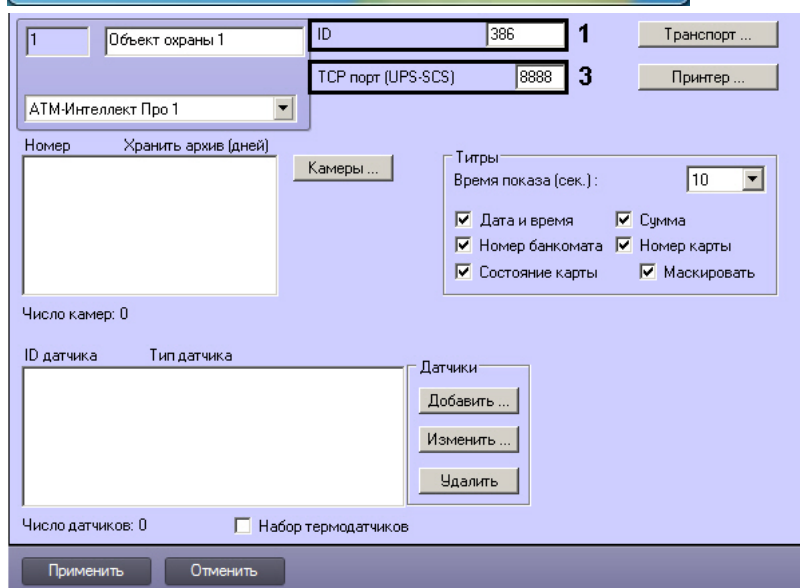 1 Объект охраны 1 ID 386 1 Транспорт ...
TCP порт (UPS-SCS) 8888 3 Принтер ...
АТМ-Интеллект Про 1
Номер Хранить архив (дней)
Камеры ...
Титры
Время показа (сек.) : 10
Дата и время Сумма
Номер банкомата Номер карты
Состояние карты Маскировать
Число камер: 0
ID датчика Тип датчика
Датчики
Добавить ...
Изменить ...
Удалить
Число датчиков: 0 Набор термодатчиков
Применить Отменить